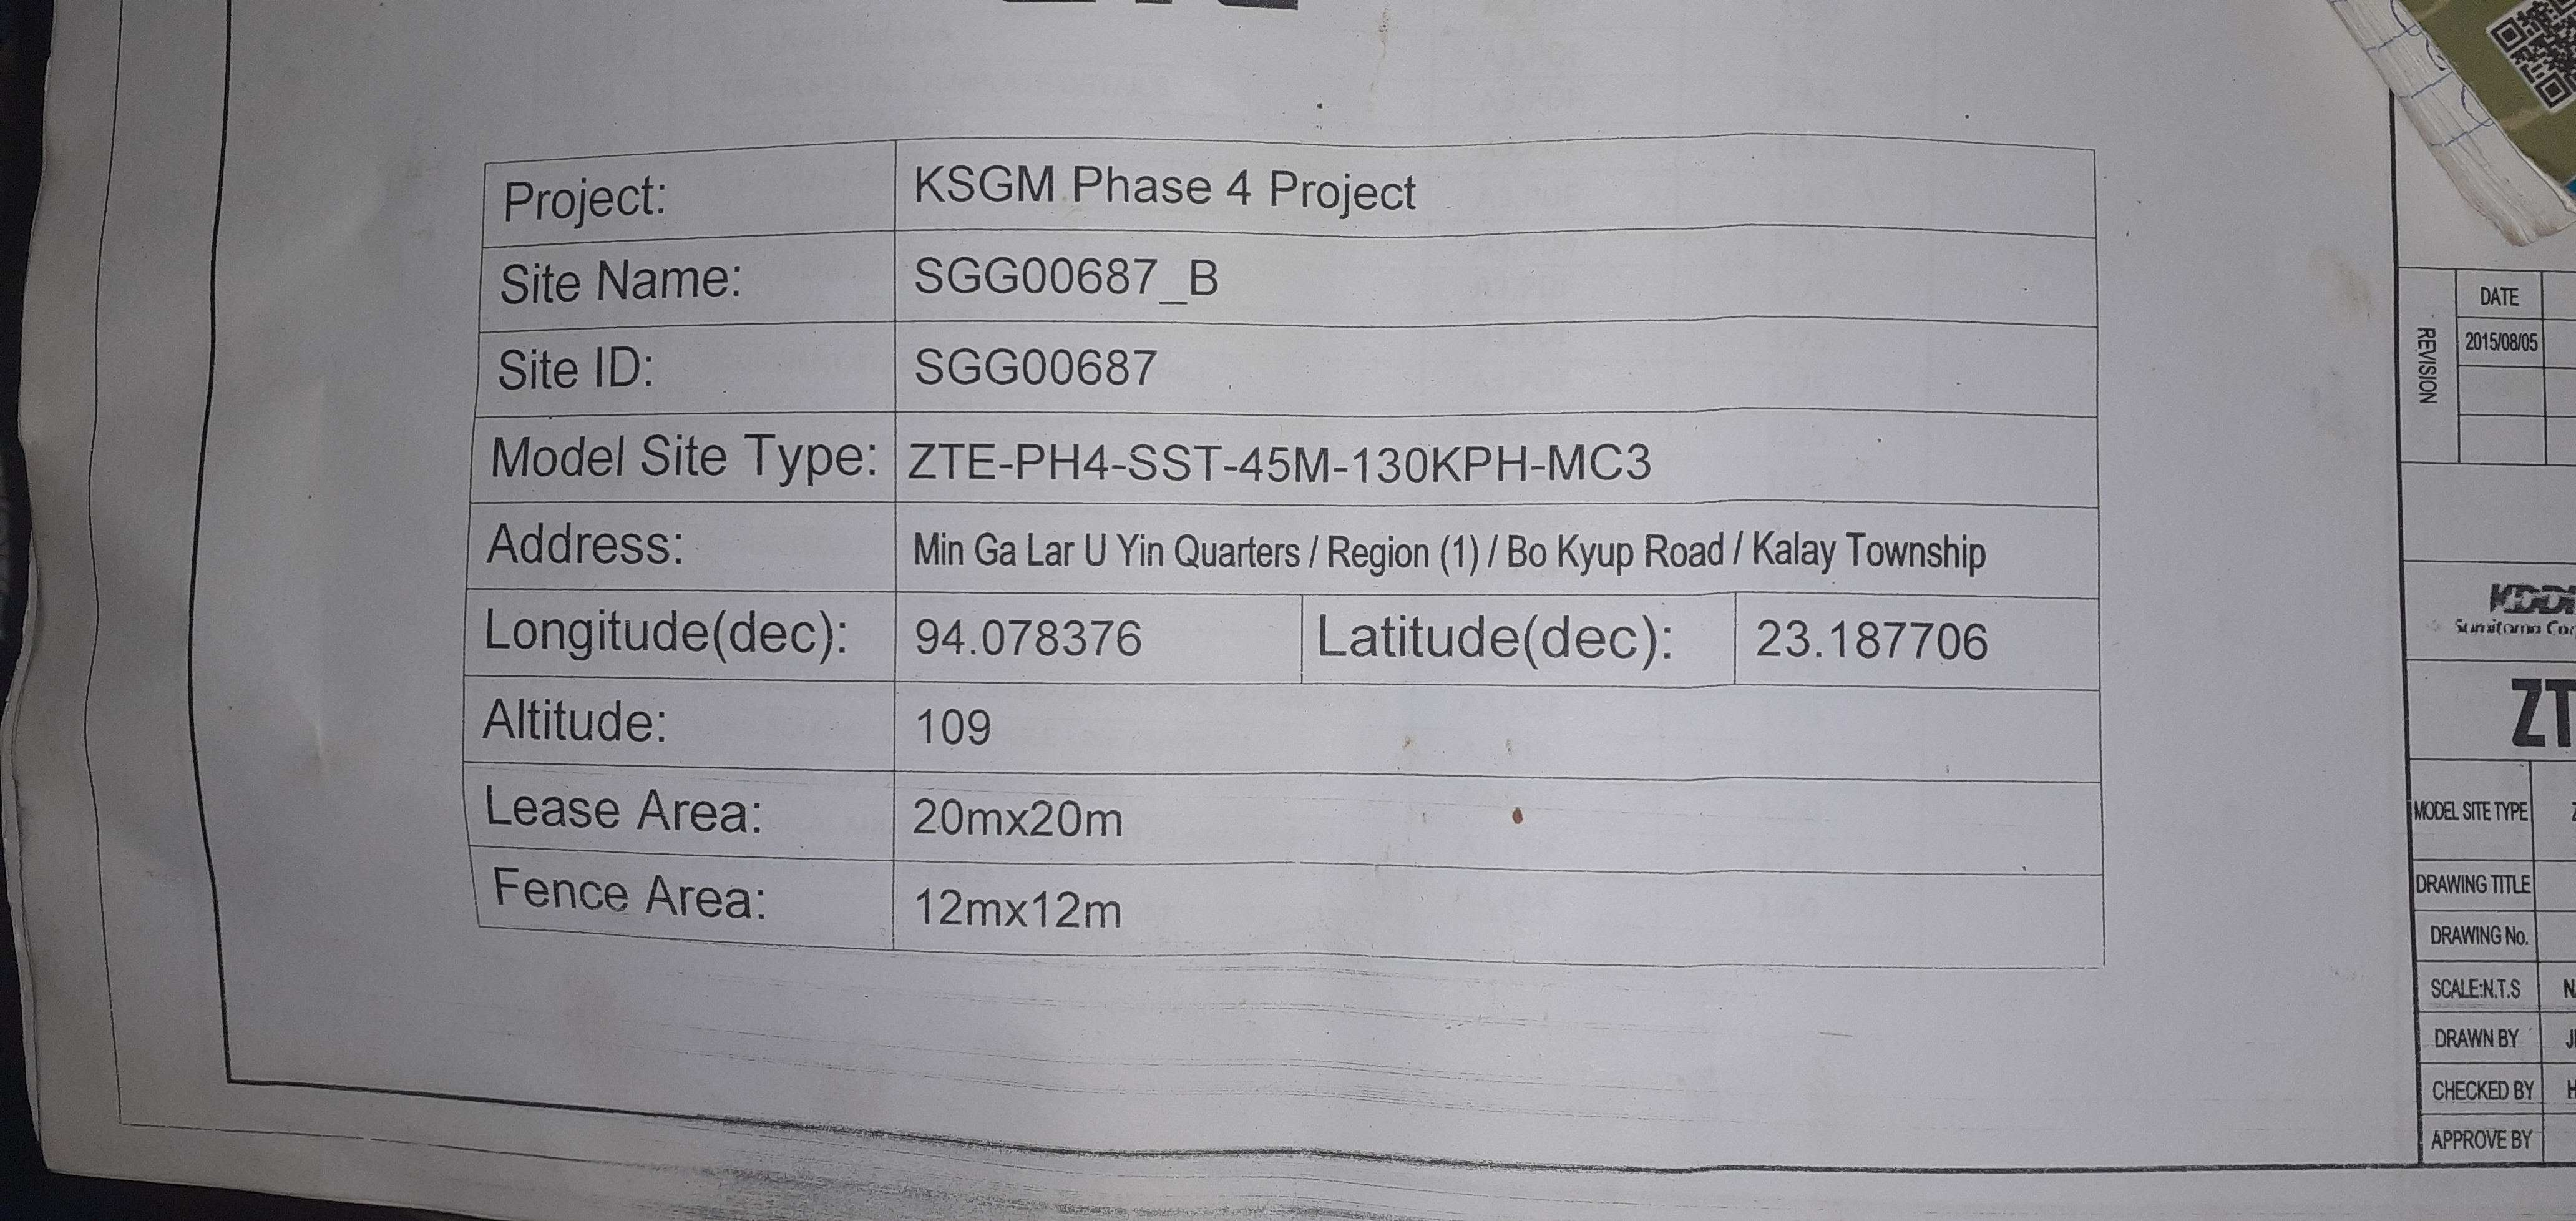 Project: KSGM Phase 4 Project
Site Name: SGG00687_B
Site ID: SGG00687
Model Site Type: ZTE-PH4-SST-45M-130KPH-MC3
Address: Min Ga Lar U Yin Quarters / Region (1) / Bo Kyup Road / Kalay Township
Longitude(dec): 94.078376 Latitude(dec): 23.187706
Altitude: 109
Lease Area: 20mx20m
Fence Area: 12mx12m
DATE
2015/08/05
REVISION
KDDI
Sumitomo
ZT
MODEL SITE TYPE
DRAWING TITLE
DRAWING No.
SCALE:N.T.S
DRAWN BY
CHECKED BY
APPROVE BY